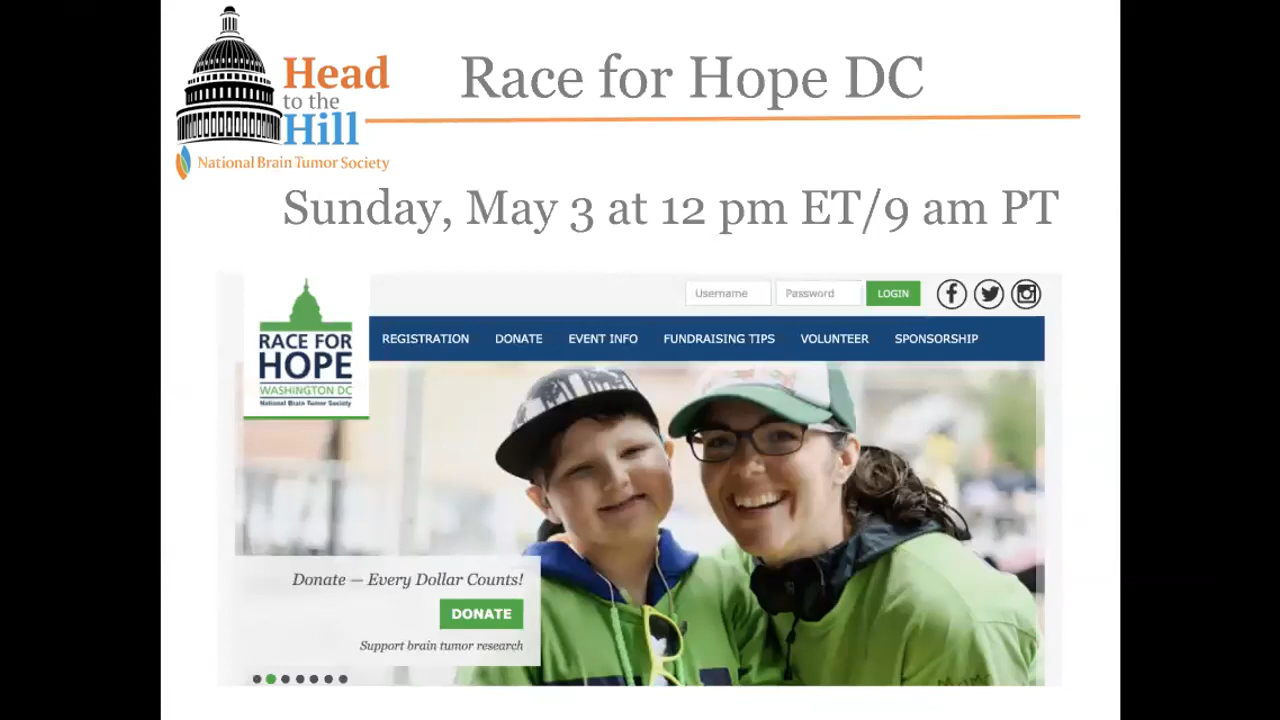 Head
to the
Hill
National Brain Tumor Society
Race for Hope DC
Sunday, May 3 at 12 pm ET/9 am PT
Username
Password
LOGIN
RACE FOR
HOPE
WASHINGTON DC
National Brain Tumor Society
REGISTRATION
DONATE
EVENT INFO
FUNDRAISING TIPS
VOLUNTEER
SPONSORSHIP
Donate — Every Dollar Counts!
DONATE
Support brain tumor research